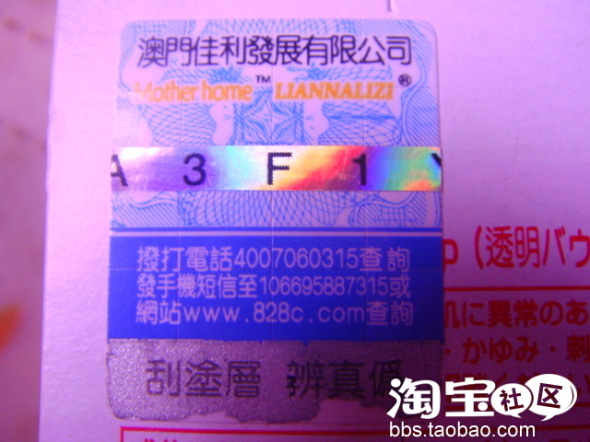 澳門佳利發展有限公司
Mother home™ LIANNALIZI®
A 3 F 1
撥打電話4007060315查詢
發手機短信至106695887315或
網站www.828c.com查詢
刮塗層 辨真僞
p（透明バウ
肌に異常のあ
・かゆみ・刺
淘宝社区
bbs.taobao.com